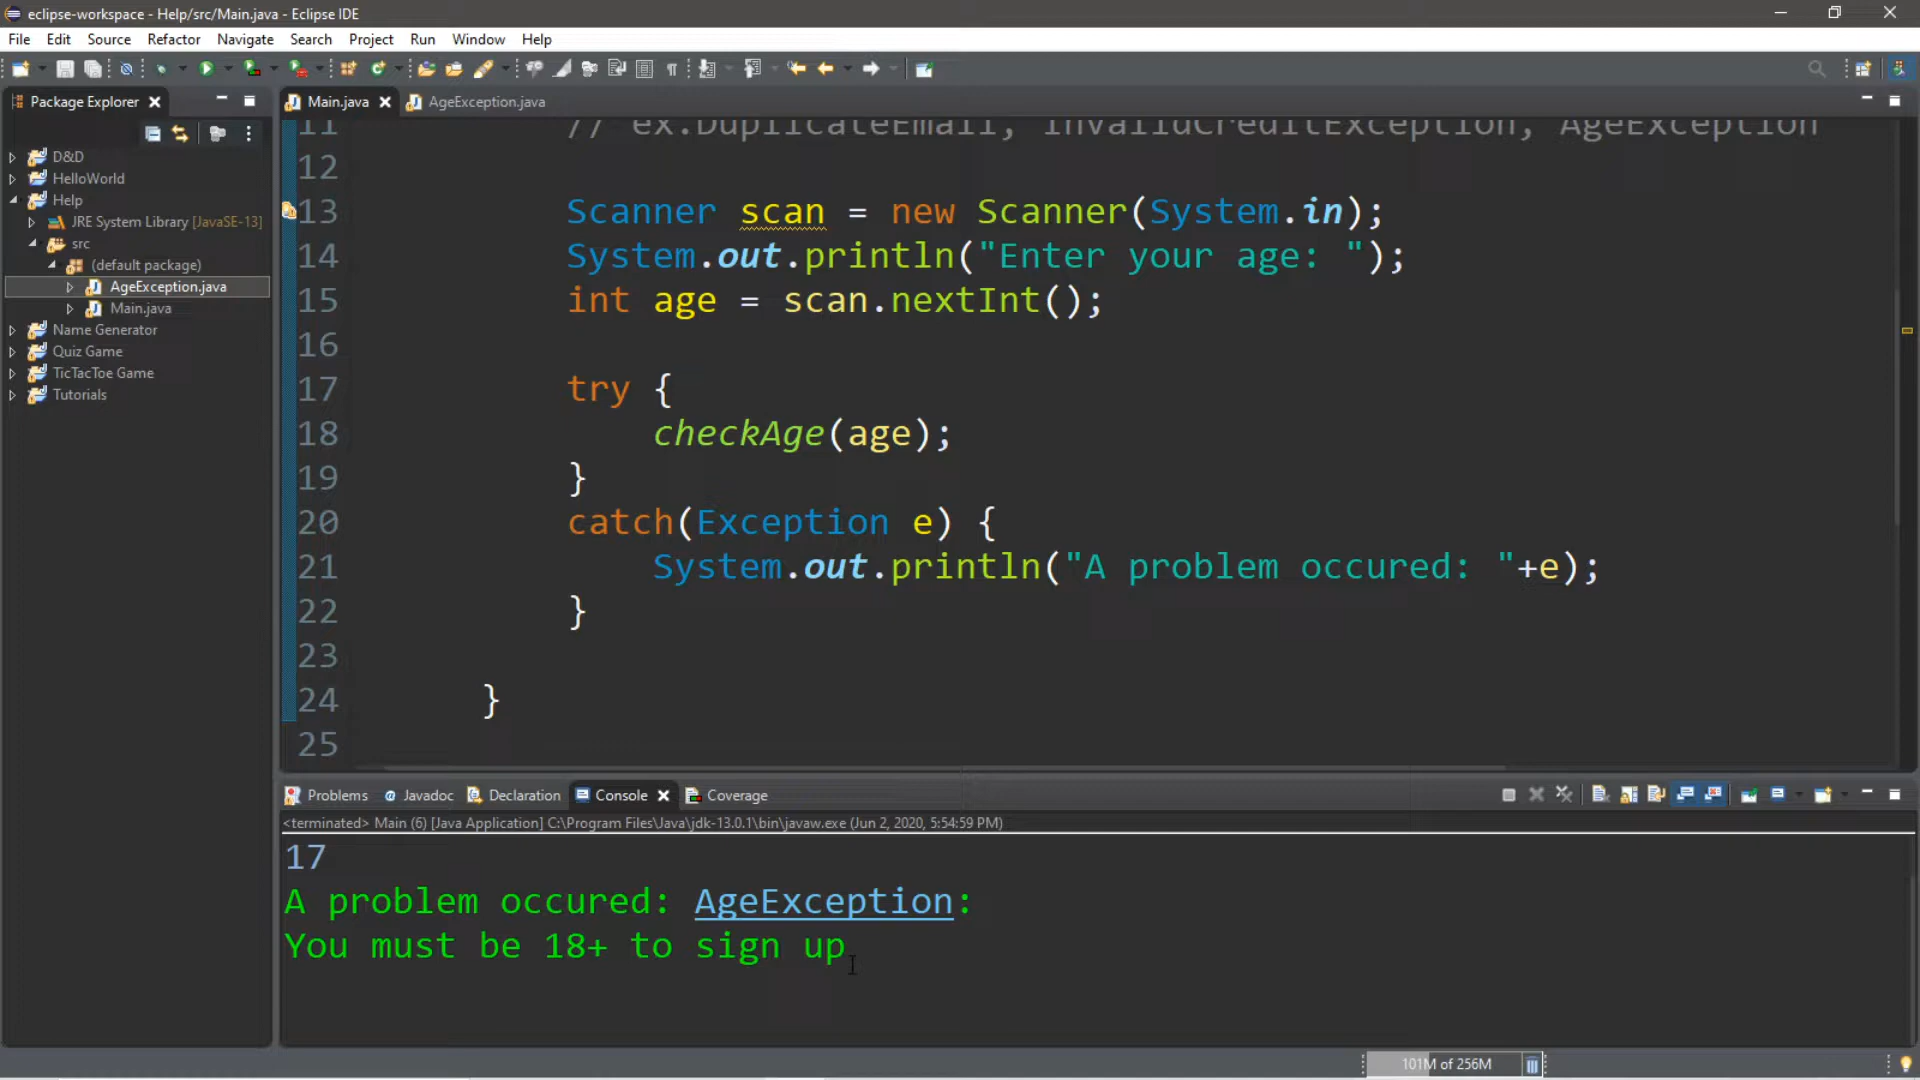 eclipse-workspace - Help/src/Main.java - Eclipse IDE
File Edit Source Refactor Navigate Search Project Run Window Help
Package Explorer
Main.java AgeException.java
D&D
HelloWorld
Help
JRE System Library [JavaSE-13]
src
(default package)
AgeException.java
Main.java
Name Generator
Quiz Game
TicTacToe Game
Tutorials
11 // ex.DuplicateEmail, InvalidCreditException, AgeException
12
13 Scanner scan = new Scanner(System.in);
14 System.out.println("Enter your age: ");
15 int age = scan.nextInt();
16
17 try {
18 checkAge(age);
19 }
20 catch(Exception e) {
21 System.out.println("A problem occured: "+e);
22 }
23
24 }
25
Problems Javadoc Declaration Console Coverage
<terminated> Main (6) [Java Application] C:\Program Files\Java\jdk-13.0.1\bin\javaw.exe (Jun 2, 2020, 5:54:59 PM)
17
A problem occured: AgeException:
You must be 18+ to sign up
101M of 256M